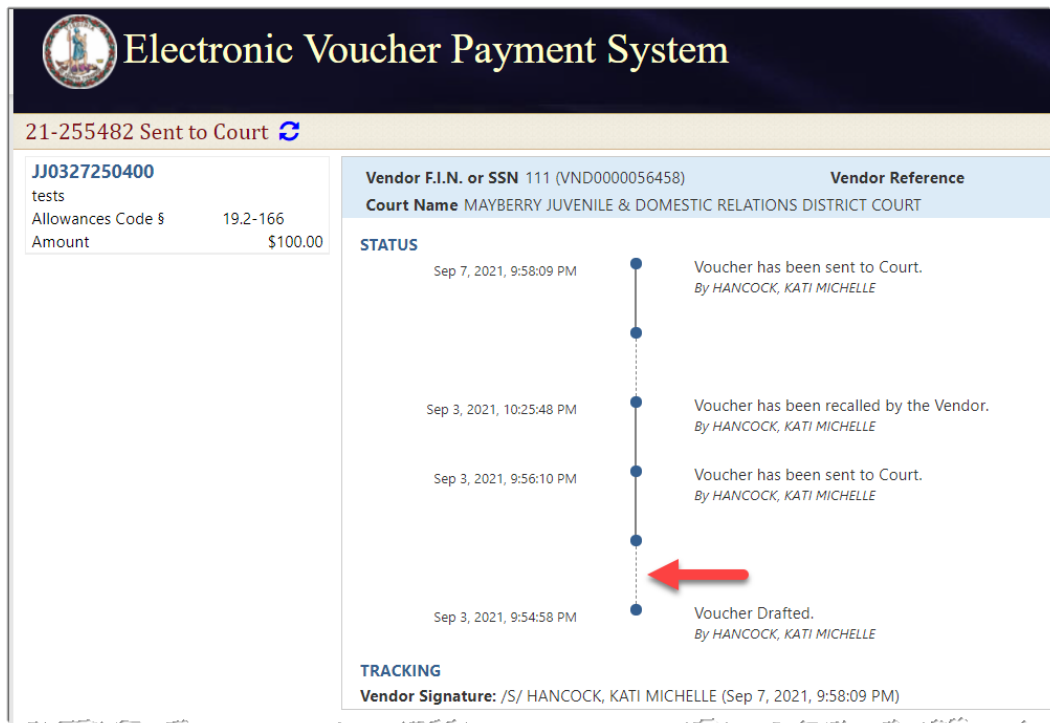 Electronic Voucher Payment System
21-255482 Sent to Court
JJ0327250400
tests
Allowances Code § 19.2-166
Amount $100.00
Vendor F.I.N. or SSN 111 (VND0000056458) Vendor Reference
Court Name MAYBERRY JUVENILE & DOMESTIC RELATIONS DISTRICT COURT
STATUS
Sep 7, 2021, 9:58:09 PM Voucher has been sent to Court.
By HANCOCK, KATI MICHELLE
Sep 3, 2021, 10:25:48 PM Voucher has been recalled by the Vendor.
By HANCOCK, KATI MICHELLE
Sep 3, 2021, 9:56:10 PM Voucher has been sent to Court.
By HANCOCK, KATI MICHELLE
Sep 3, 2021, 9:54:58 PM Voucher Drafted.
By HANCOCK, KATI MICHELLE
TRACKING
Vendor Signature: /S/ HANCOCK, KATI MICHELLE (Sep 7, 2021, 9:58:09 PM)